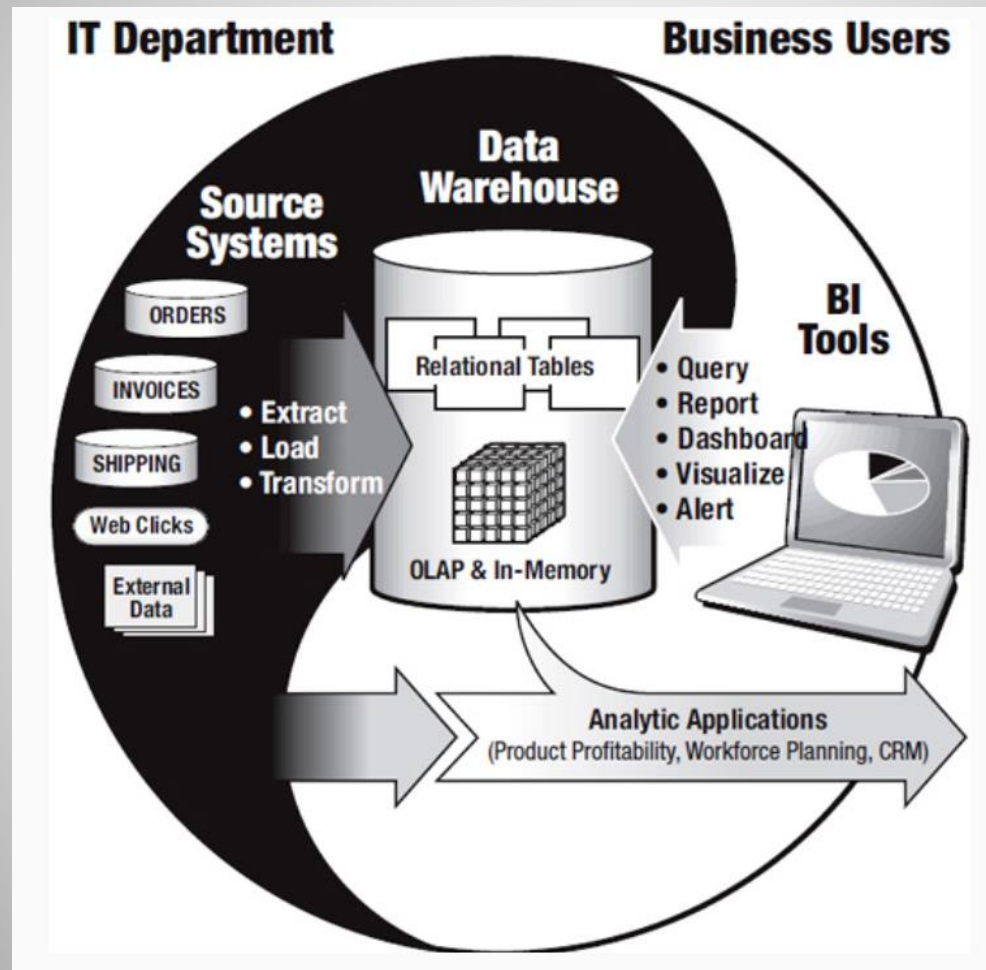 IT Department
Business Users
Data
Warehouse
Source
Systems
ORDERS
INVOICES
SHIPPING
Web Clicks
External
Data
• Extract
• Load
• Transform
Relational Tables
OLAP & In-Memory
BI
Tools
• Query
• Report
• Dashboard
• Visualize
• Alert
Analytic Applications
(Product Profitability, Workforce Planning, CRM)